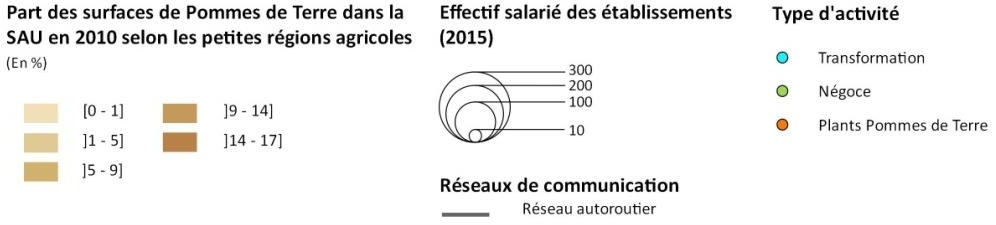 Part des surfaces de Pommes de Terre dans la
SAU en 2010 selon les petites régions agricoles
(En %)
[0 - 1]
]1 - 5]
]5 - 9]
]9 - 14]
]14 - 17]
Effectif salarié des établissements
(2015)
300
200
100
10
Réseaux de communication
Réseau autoroutier
Type d'activité
Transformation
Négoce
Plants Pommes de Terre